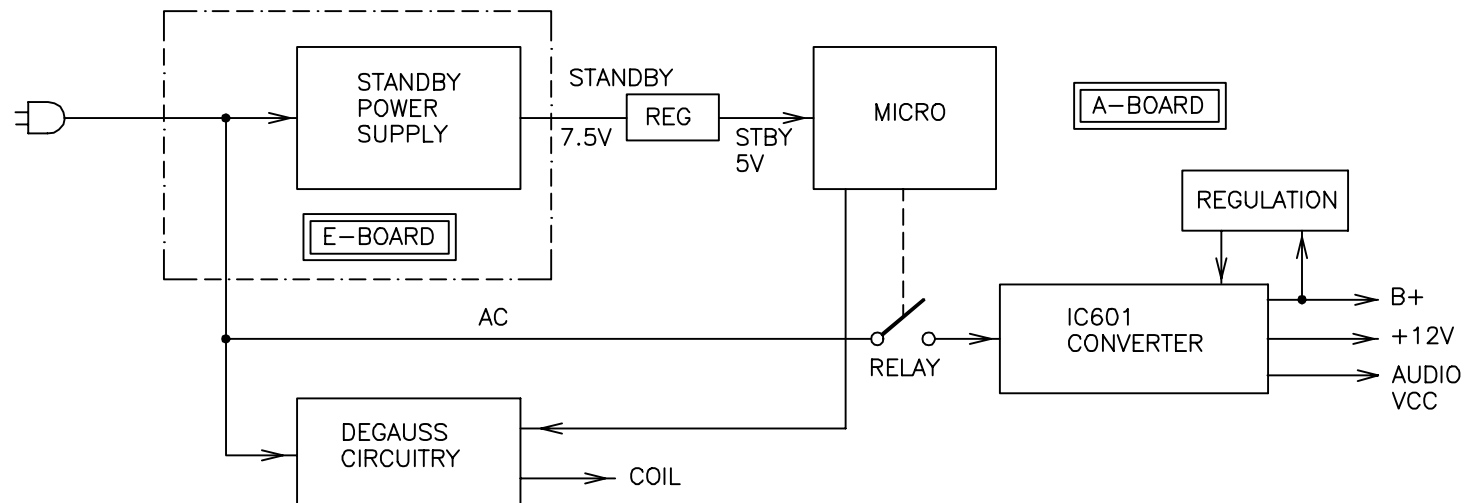 STANDBY
POWER
SUPPLY
STANDBY
7.5V
REG
STBY
5V
MICRO
A-BOARD
E-BOARD
REGULATION
AC
RELAY
IC601
CONVERTER
B+
+12V
AUDIO
VCC
DEGAUSS
CIRCUITRY
COIL